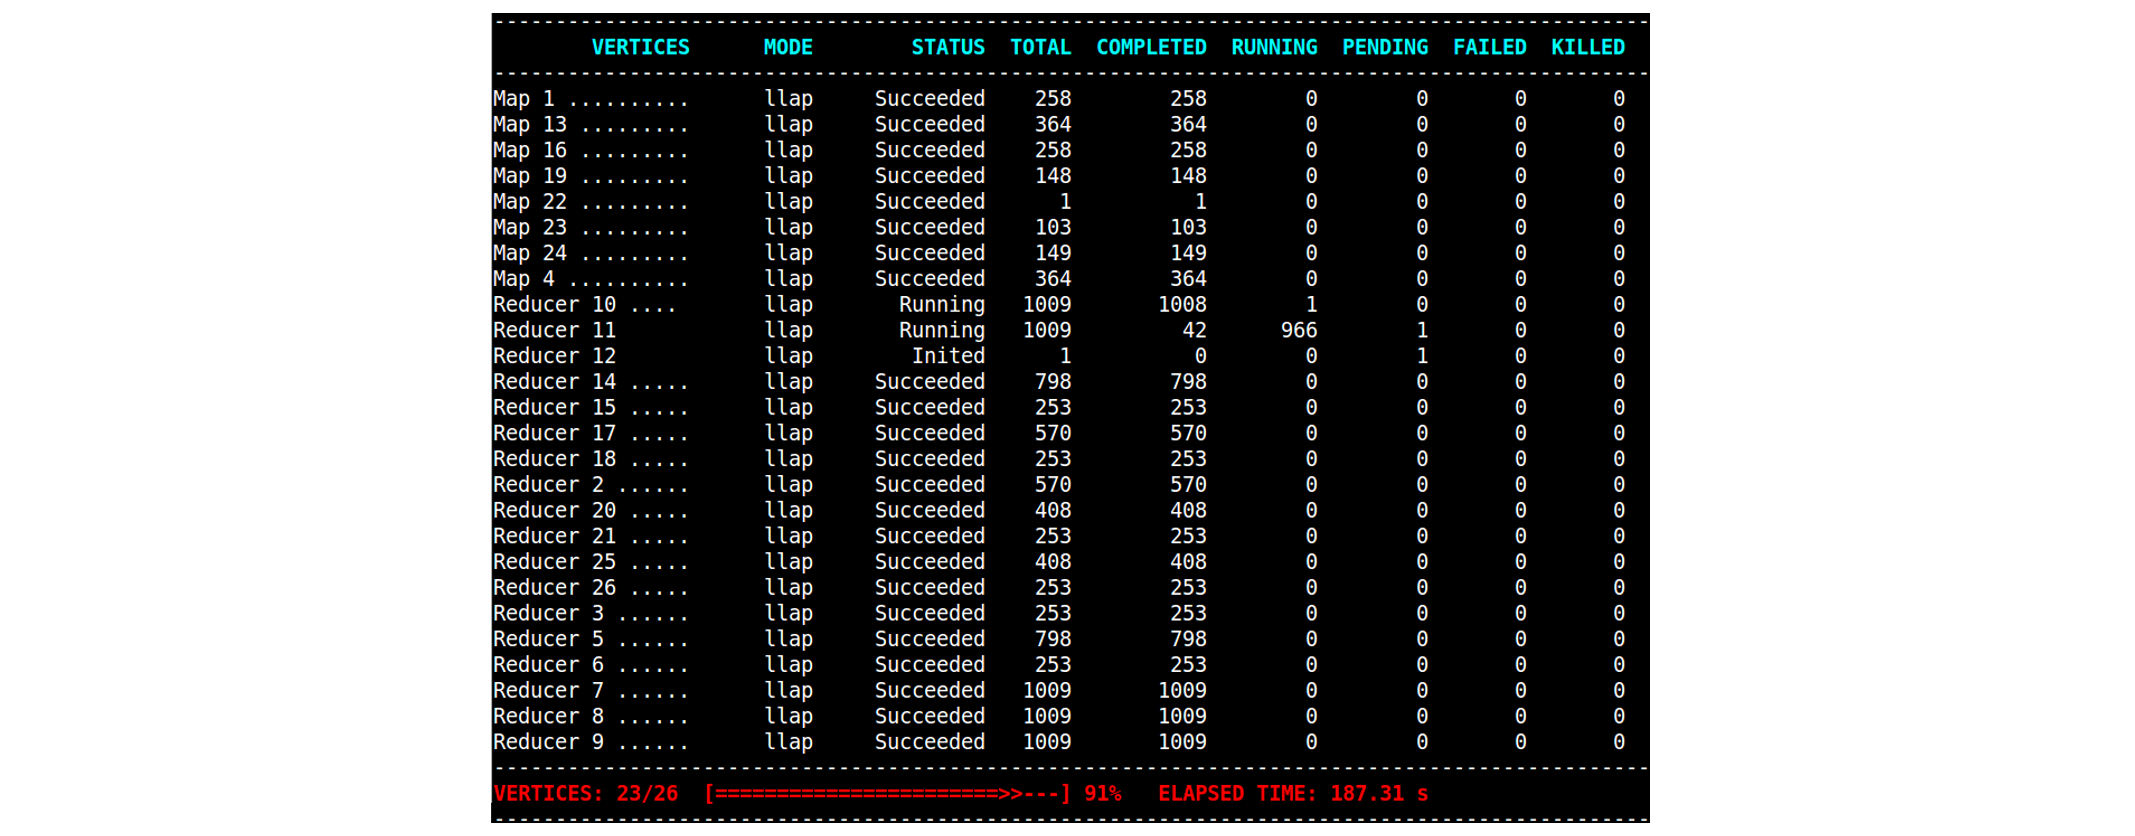 ----------------------------------------------------------------------------------------------
        VERTICES      MODE        STATUS  TOTAL  COMPLETED  RUNNING  PENDING  FAILED  KILLED
----------------------------------------------------------------------------------------------
Map 1 ..........      llap     Succeeded    258        258        0        0       0       0
Map 13 .........      llap     Succeeded    364        364        0        0       0       0
Map 16 .........      llap     Succeeded    258        258        0        0       0       0
Map 19 .........      llap     Succeeded    148        148        0        0       0       0
Map 22 .........      llap     Succeeded      1          1        0        0       0       0
Map 23 .........      llap     Succeeded    103        103        0        0       0       0
Map 24 .........      llap     Succeeded    149        149        0        0       0       0
Map 4 ..........      llap     Succeeded    364        364        0        0       0       0
Reducer 10 ....       llap       Running   1009       1008        1        0       0       0
Reducer 11            llap       Running   1009         42      966        1       0       0
Reducer 12            llap        Inited      1          0        0        1       0       0
Reducer 14 .....      llap     Succeeded    798        798        0        0       0       0
Reducer 15 .....      llap     Succeeded    253        253        0        0       0       0
Reducer 17 .....      llap     Succeeded    570        570        0        0       0       0
Reducer 18 .....      llap     Succeeded    253        253        0        0       0       0
Reducer 2 ......      llap     Succeeded    570        570        0        0       0       0
Reducer 20 .....      llap     Succeeded    408        408        0        0       0       0
Reducer 21 .....      llap     Succeeded    253        253        0        0       0       0
Reducer 25 .....      llap     Succeeded    408        408        0        0       0       0
Reducer 26 .....      llap     Succeeded    253        253        0        0       0       0
Reducer 3 ......      llap     Succeeded    253        253        0        0       0       0
Reducer 5 ......      llap     Succeeded    798        798        0        0       0       0
Reducer 6 ......      llap     Succeeded    253        253        0        0       0       0
Reducer 7 ......      llap     Succeeded   1009       1009        0        0       0       0
Reducer 8 ......      llap     Succeeded   1009       1009        0        0       0       0
Reducer 9 ......      llap     Succeeded   1009       1009        0        0       0       0
----------------------------------------------------------------------------------------------
VERTICES: 23/26  [=======================>>---] 91%   ELAPSED TIME: 187.31 s
----------------------------------------------------------------------------------------------